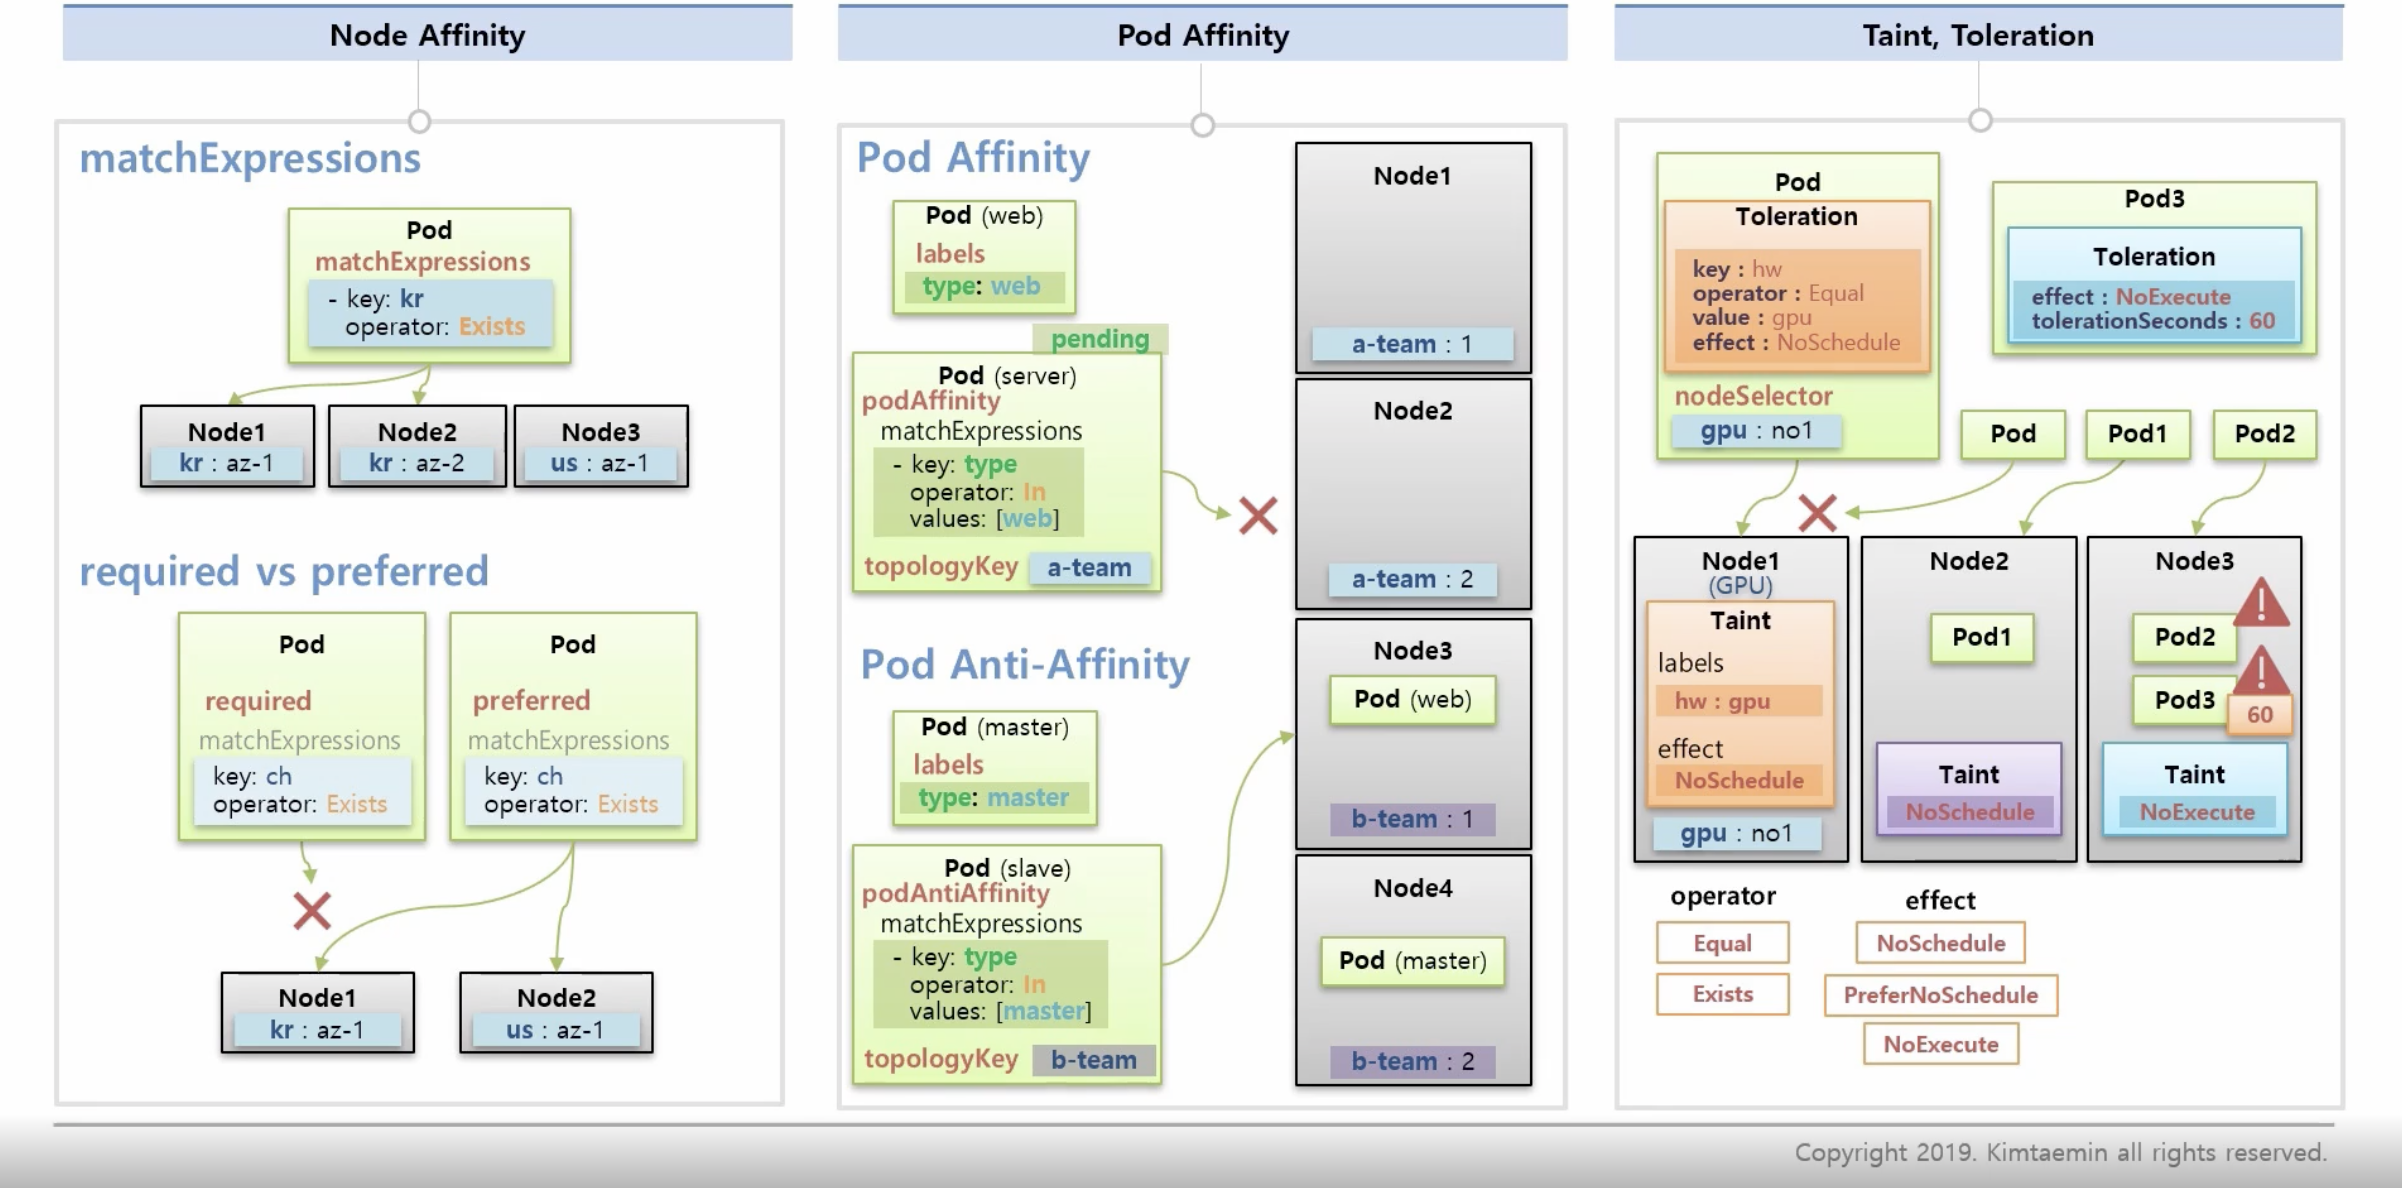 Node Affinity
matchExpressions
Pod
matchExpressions
- key: kr
operator: Exists
Node1
kr : az-1
Node2
kr : az-2
Node3
us : az-1
required vs preferred
Pod
required
matchExpressions
key: ch
operator: Exists
Pod
preferred
matchExpressions
key: ch
operator: Exists
Node1
kr : az-1
Node2
us : az-1
Pod Affinity
Pod Affinity
Pod (web)
labels
type: web
pending
Pod (server)
podAffinity
matchExpressions
- key: type
operator: In
values: [web]
topologyKey a-team
Pod Anti-Affinity
Pod (master)
labels
type: master
Pod (slave)
podAntiAffinity
matchExpressions
- key: type
operator: In
values: [master]
topologyKey b-team
Node1
a-team : 1
Node2
a-team : 2
Node3
Pod (web)
b-team : 1
Node4
Pod (master)
b-team : 2
Taint, Toleration
Pod
Toleration
key : hw
operator : Equal
value : gpu
effect : NoSchedule
nodeSelector
gpu : no1
Pod3
Toleration
effect : NoExecute
tolerationSeconds : 60
Pod
Pod1
Pod2
Node1
(GPU)
Taint
labels
hw : gpu
effect
NoSchedule
gpu : no1
Node2
Pod1
Taint
NoSchedule
Node3
Pod2
Pod3
60
Taint
NoExecute
operator
Equal
Exists
effect
NoSchedule
PreferNoSchedule
NoExecute
Copyright 2019. Kimtaemin all rights reserved.